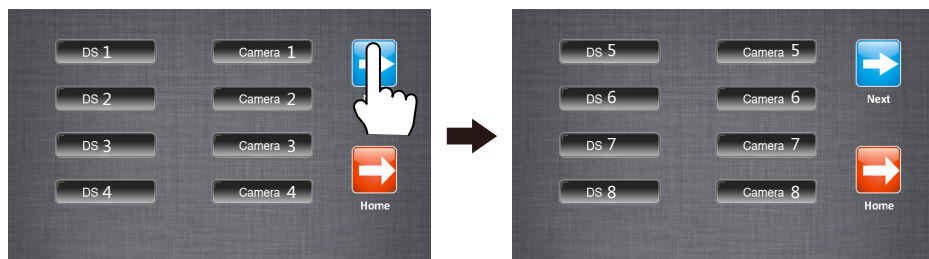 DS 1 Camera 1
DS 2 Camera 2
DS 3 Camera 3
DS 4 Camera 4
Home
DS 5 Camera 5
DS 6 Camera 6
Next
DS 7 Camera 7
DS 8 Camera 8
Home